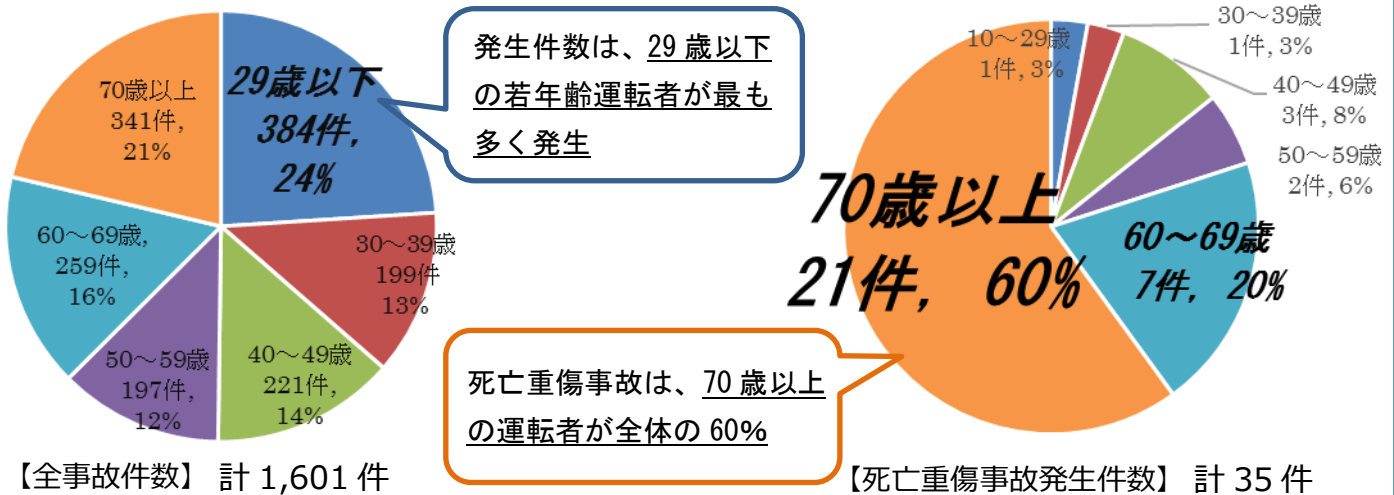 29歳以下
384件,
24%
30～39歳
199件
13%
40～49歳
221件,
14%
50～59歳
197件,
12%
60～69歳,
259件,
16%
70歳以上
341件,
21%
【全事故件数】 計 1,601 件
発生件数は、29 歳以下
の若年齢運転者が最も
多く発生
死亡重傷事故は、70 歳以上
の運転者が全体の 60%
10～29歳
1件, 3%
30～39歳
1件, 3%
40～49歳
3件, 8%
50～59歳
2件, 6%
60～69歳
7件, 20%
70歳以上
21件, 60%
【死亡重傷事故発生件数】 計 35 件